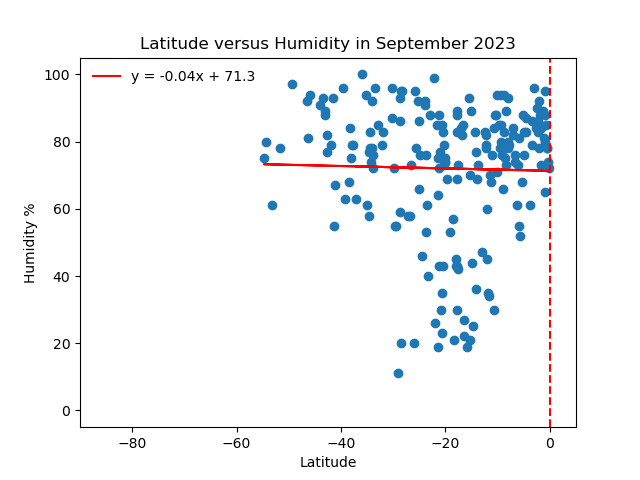 Latitude versus Humidity in September 2023
y = -0.04x + 71.3
Humidity %
100
80
60
40
20
0
−80
−60
−40
−20
0
Latitude